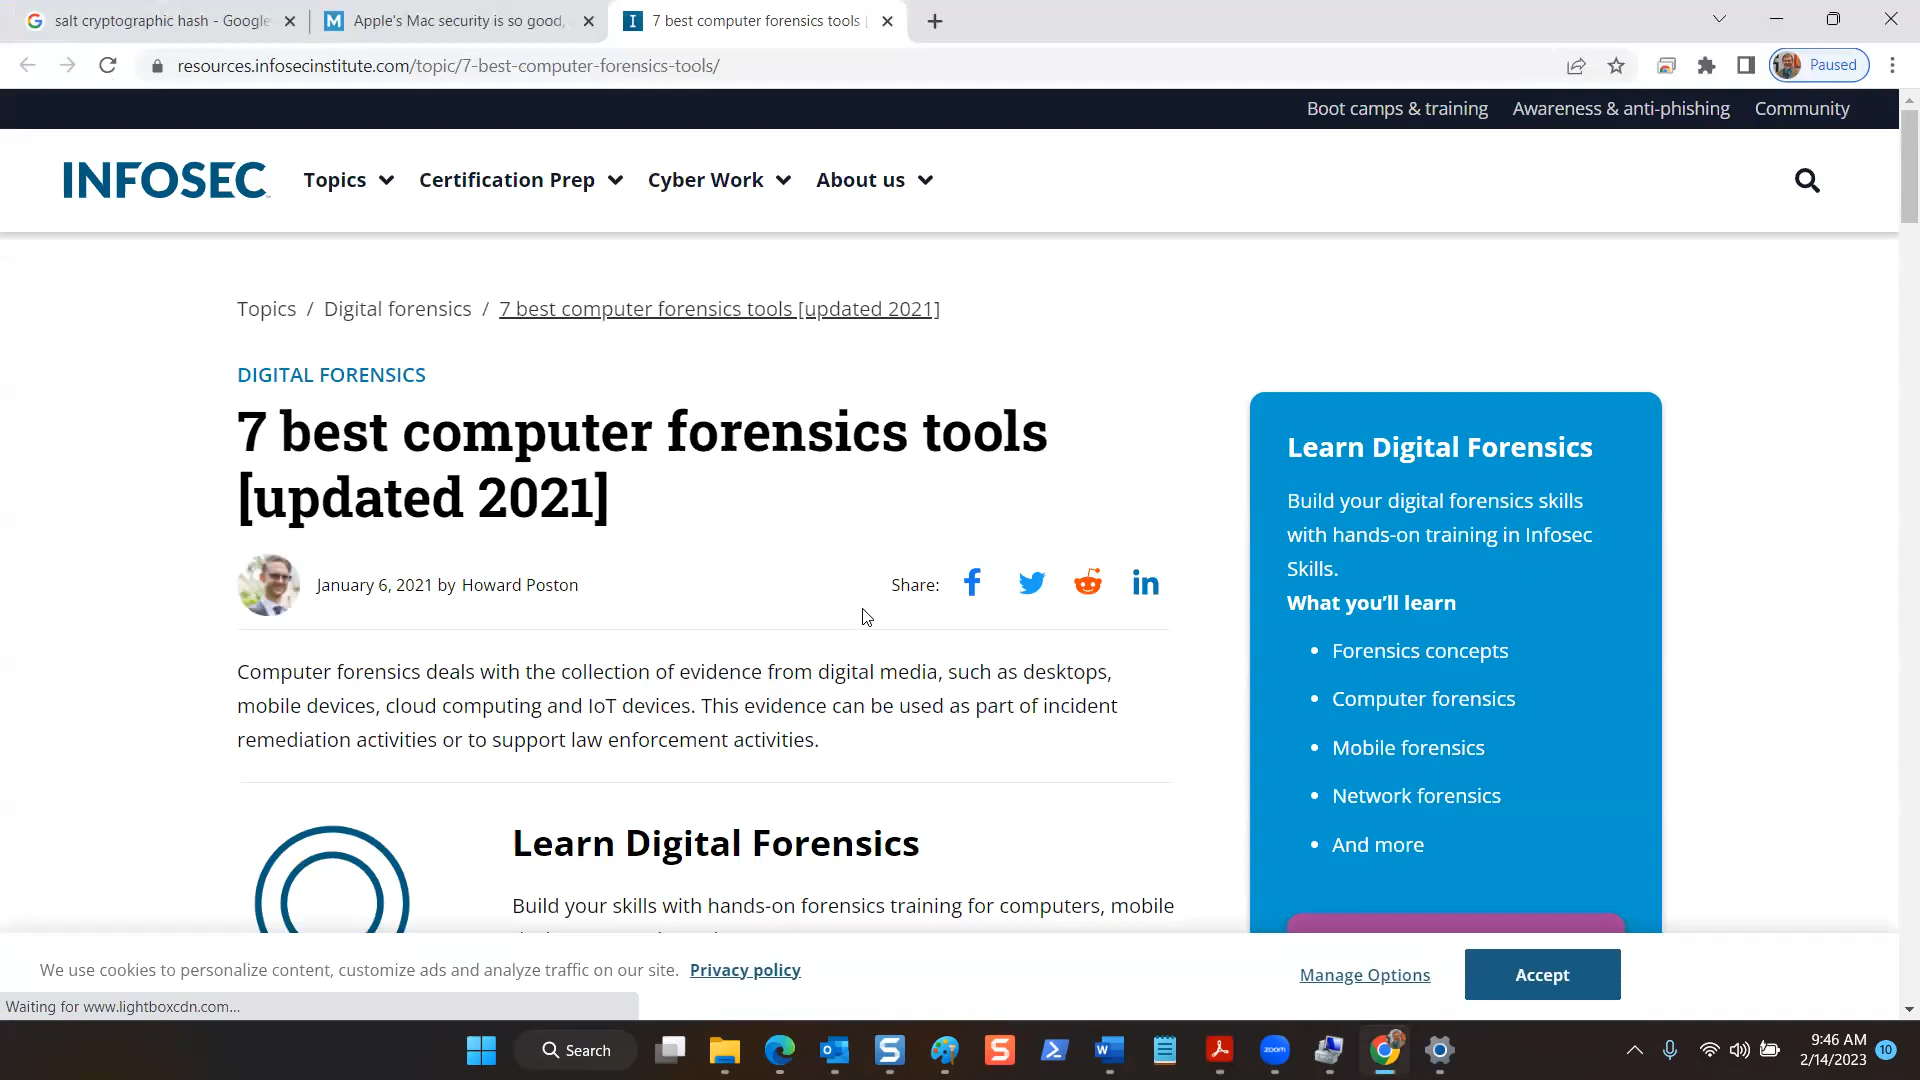 salt cryptographic hash - Google
Apple's Mac security is so good,
7 best computer forensics tools
resources.infosecinstitute.com/topic/7-best-computer-forensics-tools/
Paused
Boot camps & training
Awareness & anti-phishing
Community
INFOSEC
Topics
Certification Prep
Cyber Work
About us
Topics / Digital forensics / 7 best computer forensics tools [updated 2021]
DIGITAL FORENSICS
7 best computer forensics tools
[updated 2021]
January 6, 2021 by Howard Poston
Share:
Computer forensics deals with the collection of evidence from digital media, such as desktops,
mobile devices, cloud computing and IoT devices. This evidence can be used as part of incident
remediation activities or to support law enforcement activities.
Learn Digital Forensics
Build your skills with hands-on forensics training for computers, mobile
Learn Digital Forensics
Build your digital forensics skills
with hands-on training in Infosec
Skills.
What you'll learn
• Forensics concepts
• Computer forensics
• Mobile forensics
• Network forensics
• And more
We use cookies to personalize content, customize ads and analyze traffic on our site. Privacy policy
Manage Options
Accept
Waiting for www.lightboxcdn.com...
Search
zoom
9:46 AM
2/14/2023
10